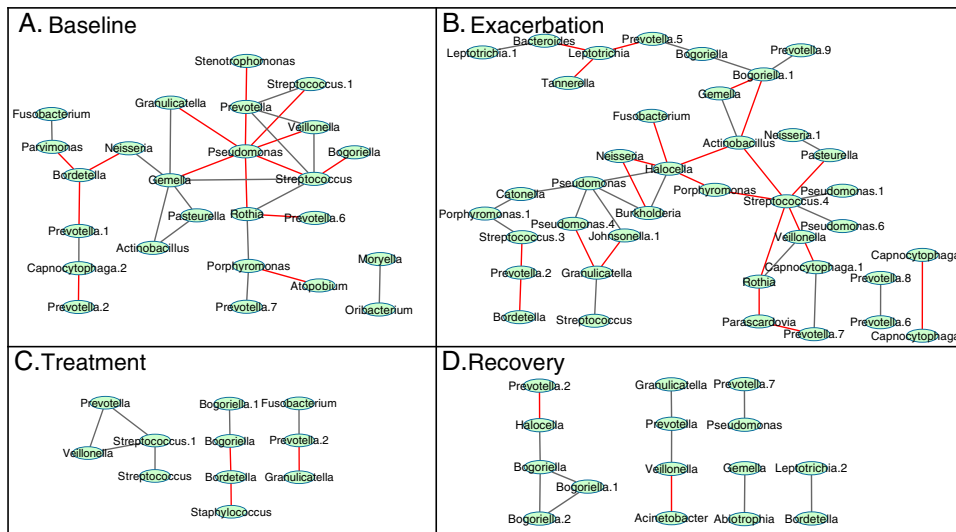 A. Baseline
Stenotrophomonas
Streptococcus.1
Granulicatella
Prevotella
Fusobacterium
Veillonella
Parvimonas
Neisseria
Pseudomonas
Bogoriella
Bordetella
Gemella
Streptococcus
Pasteurella
Rothia
Prevotella.6
Prevotella.1
Actinobacillus
Capnocytophaga.2
Porphyromonas
Moryella
Atopobium
Prevotella.2
Prevotella.7
Oribacterium
B. Exacerbation
Bacteroides
Prevotella.5
Leptotrichia.1
Leptotrichia
Bogoriella
Prevotella.9
Tannerella
Bogoriella.1
Gemella
Fusobacterium
Actinobacillus
Neisseria.1
Neisseria
Pasteurella
Halocella
Pseudomonas
Catonella
Porphyromonas
Pseudomonas.1
Streptococcus.4
Porphyromonas.1
Burkholderia
Pseudomonas.4
Pseudomonas.6
Streptococcus.3
Johnsonella.1
Veillonella
Capnocytophaga
Prevotella.2
Granulicatella
Capnocytophaga.1
Rothia
Prevotella.8
Bordetella
Streptococcus
Parascardovia
Prevotella.7
Prevotella.6
Capnocytophaga
C. Treatment
Prevotella
Bogoriella.1
Fusobacterium
Streptococcus.1
Bogoriella
Prevotella.2
Veillonella
Streptococcus
Bordetella
Granulicatella
Staphylococcus
D. Recovery
Prevotella.2
Granulicatella
Prevotella.7
Halocella
Prevotella
Pseudomonas
Bogoriella
Veillonella
Gemella
Leptotrichia.2
Bogoriella.1
Bogoriella.2
Acinetobacter
Abiotrophia
Bordetella